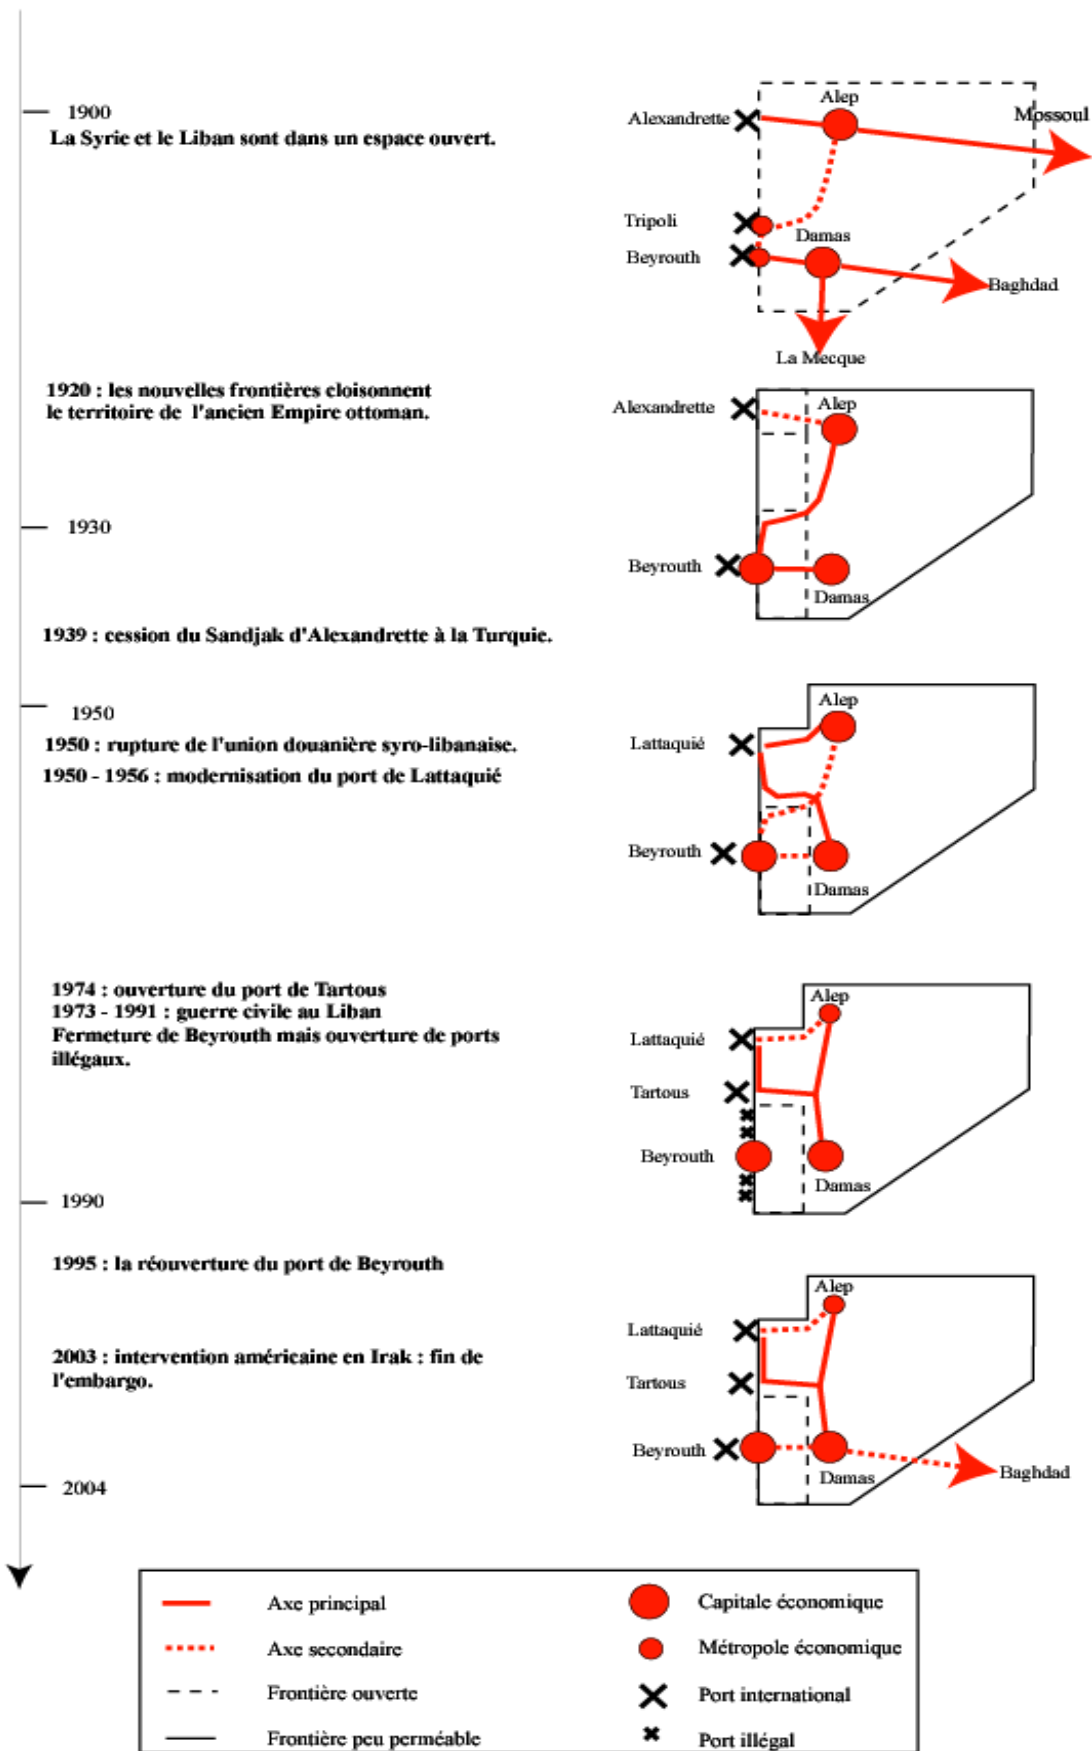 1900
La Syrie et le Liban sont dans un espace ouvert.
Alep
Alexandrette
Mossoul
Tripoli
Damas
Beyrouth
Baghdad
La Mecque
1920 : les nouvelles frontières cloisonnent
le territoire de l'ancien Empire ottoman.
Alexandrette
Alep
1930
Beyrouth
Damas
1939 : cession du Sandjak d'Alexandrette à la Turquie.
1950
1950 : rupture de l'union douanière syro-libanaise.
1950 - 1956 : modernisation du port de Lattaquié
Alep
Lattaquié
Beyrouth
Damas
1974 : ouverture du port de Tartous
1973 - 1991 : guerre civile au Liban
Fermeture de Beyrouth mais ouverture de ports
illégaux.
Alep
Lattaquié
Tartous
Beyrouth
Damas
1990
1995 : la réouverture du port de Beyrouth
2003 : intervention américaine en Irak : fin de
l'embargo.
Alep
Lattaquié
Tartous
Beyrouth
Damas
Baghdad
2004
Axe principal
Capitale économique
Axe secondaire
Métropole économique
Frontière ouverte
Port international
Frontière peu perméable
Port illégal